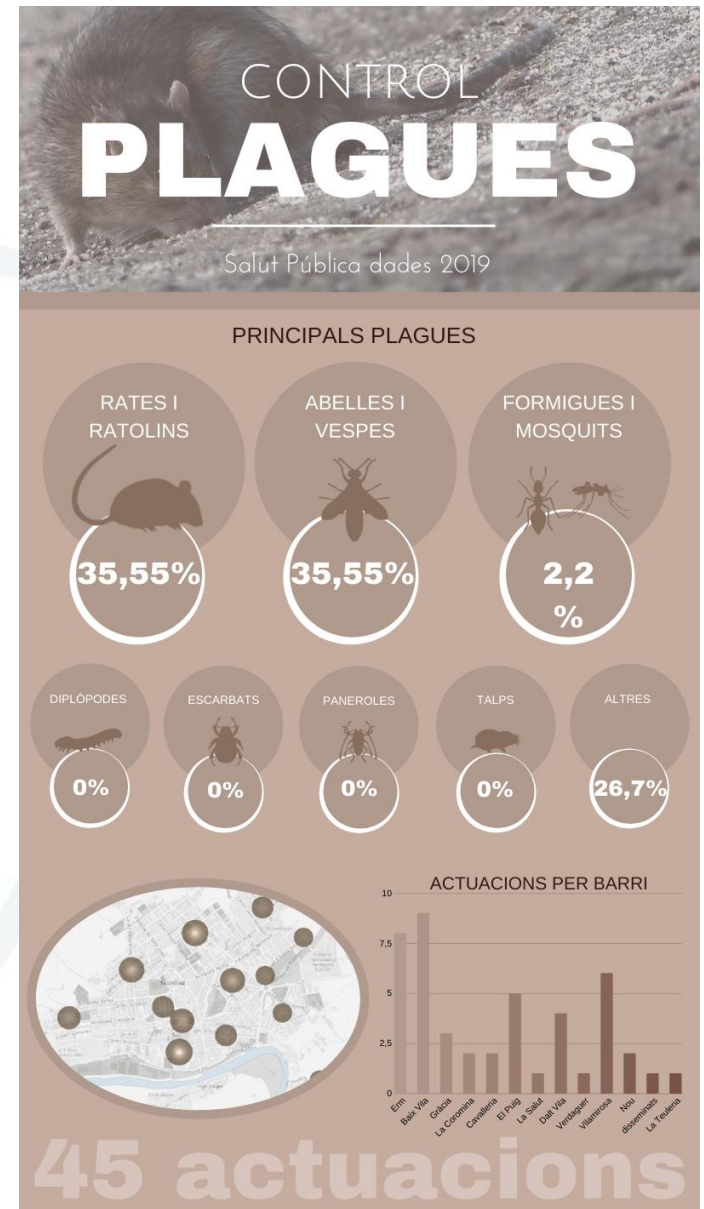 CONTROL
PLAGUES
Salut Pública dades 2019
PRINCIPALS PLAGUES
RATES I
RATOLINS
35,55%
ABELLES I
VESPES
35,55%
FORMIGUES I
MOSQUITS
2,2
%
DIPLÒPODES
0%
ESCARBATS
0%
PANEROLES
0%
TALPS
0%
ALTRES
26,7%
ACTUACIONS PER BARRI
10
7,5
5
2,5
0
Erm
Baix Vila
Gràcia
La Coromina
Cavalleria
El Puig
La Salut
Dalt Vila
Verdaguer
Vilamirosa
Nou
disseminats
La Teuleria
45 actuacions